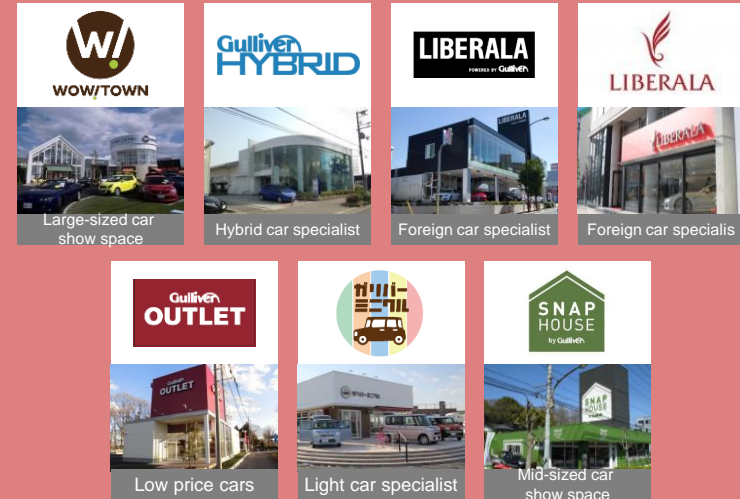 W!
WOW!TOWN
Gulliver
HYBRID
LIBERALA
POWERED BY Gulliver
LIBERALA
LIBERALA
LIBERALA
Large-sized car
show space
Hybrid car specialist
Foreign car specialist
Foreign car specialis
Gulliver
OUTLET
ガリバー
ミニクル
SNAP
HOUSE
by Gulliver
Gulliver
OUTLET
SNAP
HOUSE
Low price cars
Light car specialist
Mid-sized car
show space